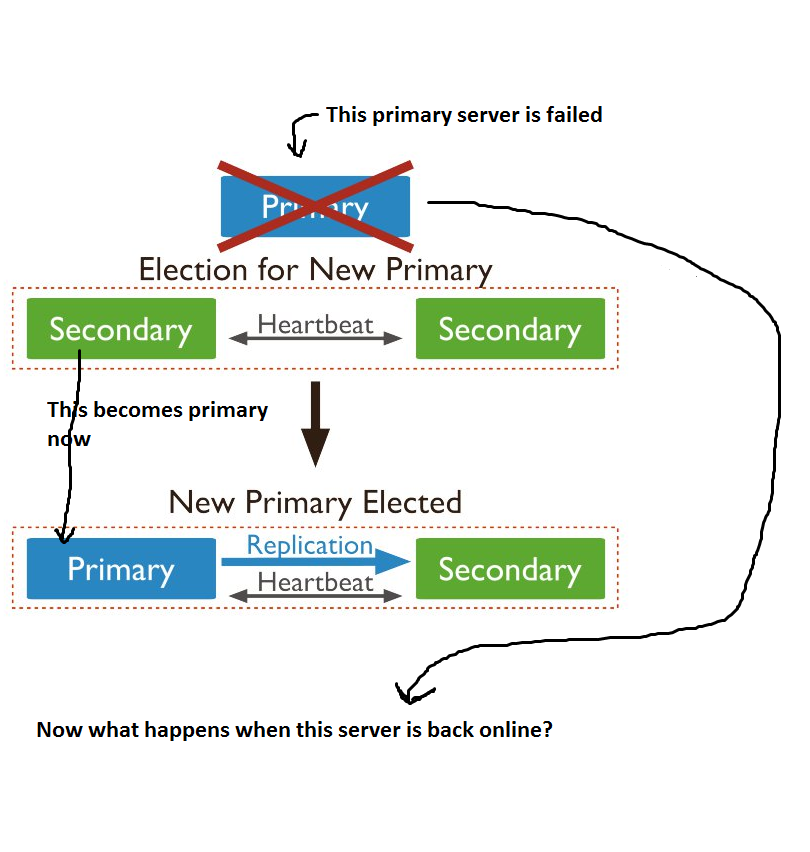 This primary server is failed
Primary
Election for New Primary
Secondary
Heartbeat
Secondary
This becomes primary
now
New Primary Elected
Primary
Replication
Heartbeat
Secondary
Now what happens when this server is back online?